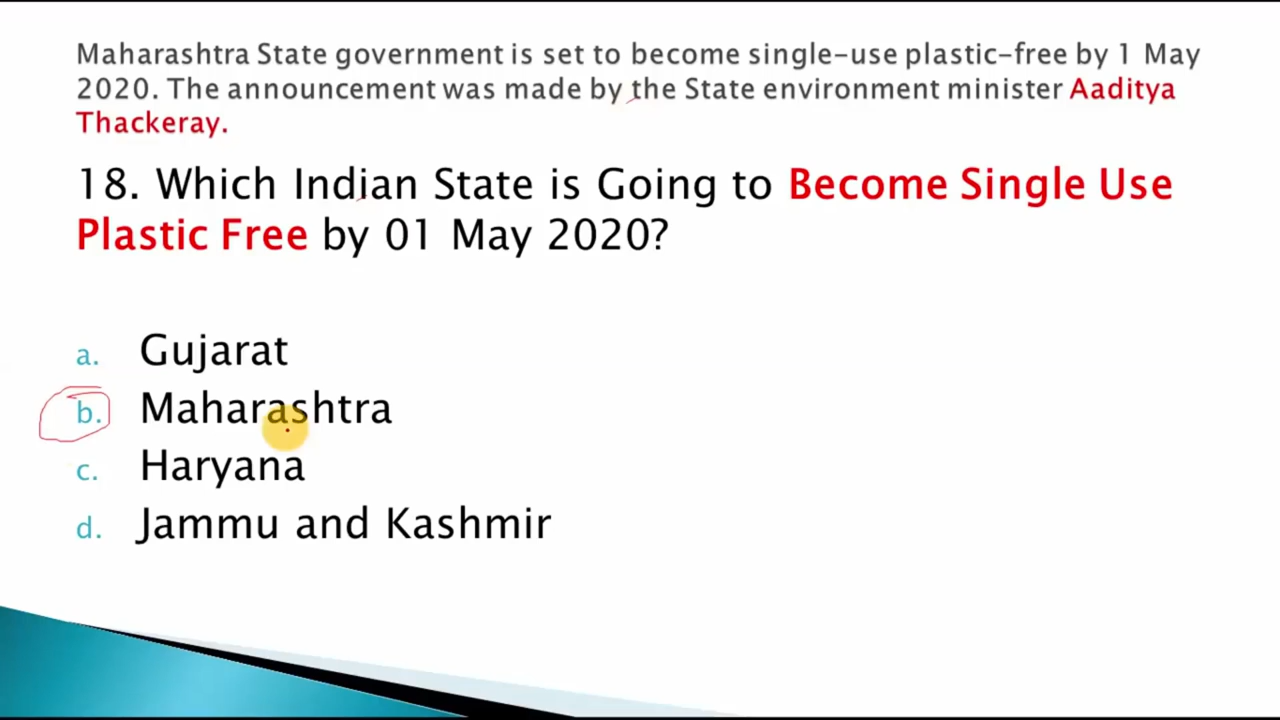 Maharashtra State government is set to become single-use plastic-free by 1 May
2020. The announcement was made by the State environment minister Aaditya
Thackeray.
18. Which Indian State is Going to Become Single Use
Plastic Free by 01 May 2020?
a. Gujarat
b. Maharashtra
c. Haryana
d. Jammu and Kashmir